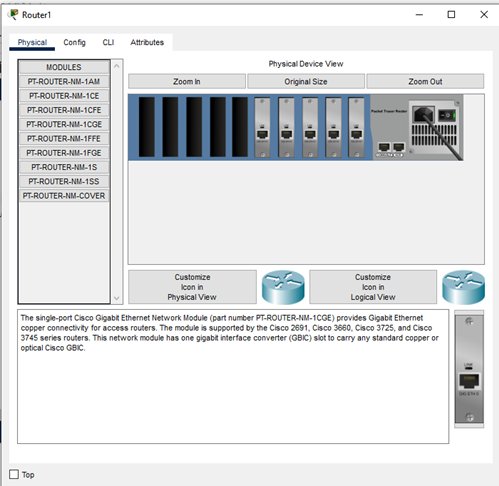 Router1
Physical
Config
CLI
Attributes
MODULES
PT-ROUTER-NM-1AM
PT-ROUTER-NM-1CE
PT-ROUTER-NM-1CFE
PT-ROUTER-NM-1CGE
PT-ROUTER-NM-1FFE
PT-ROUTER-NM-1FGE
PT-ROUTER-NM-1S
PT-ROUTER-NM-1SS
PT-ROUTER-NM-COVER
Physical Device View
Zoom In
Original Size
Zoom Out
Customize
Icon in
Physical View
Customize
Icon in
Logical View
The single-port Cisco Gigabit Ethernet Network Module (part number PT-ROUTER-NM-1CGE) provides Gigabit Ethernet
copper connectivity for access routers. The module is supported by the Cisco 2691, Cisco 3660, Cisco 3725, and Cisco
3745 series routers. This network module has one gigabit interface converter (GBIC) slot to carry any standard copper or
optical Cisco GBIC.
LINK
Top